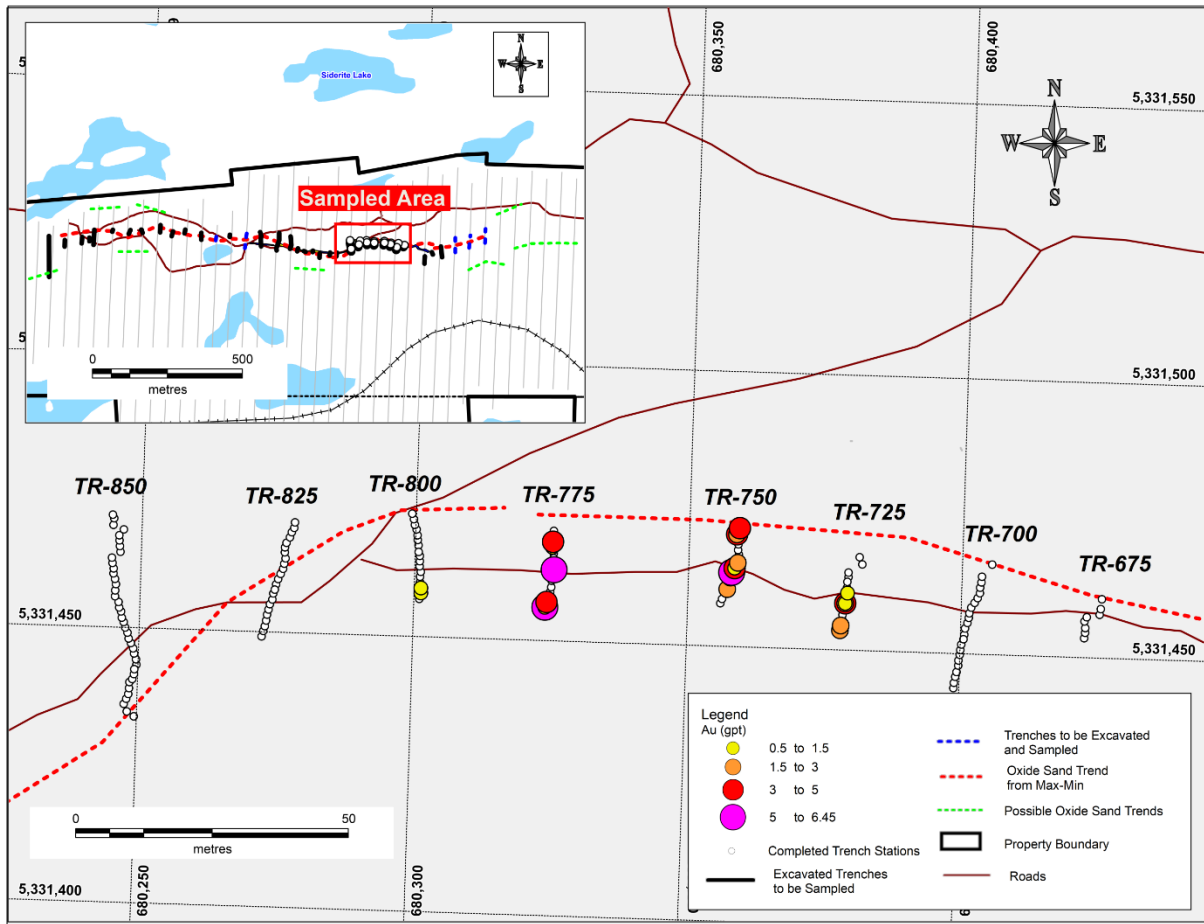 Siderite Lake
N
W E
S
Sampled Area
0 500
metres
680,350
680,400
5,331,550
N
W E
S
5,331,500
TR-850
TR-825
TR-800
TR-775
TR-750
TR-725
TR-700
TR-675
5,331,450
5,331,450
Legend
Au (gpt)
0.5 to 1.5
1.5 to 3
3 to 5
5 to 6.45
Completed Trench Stations
Excavated Trenches
to be Sampled
Trenches to be Excavated
and Sampled
Oxide Sand Trend
from Max-Min
Possible Oxide Sand Trends
Property Boundary
Roads
0 50
metres
5,331,400
680,250
680,300